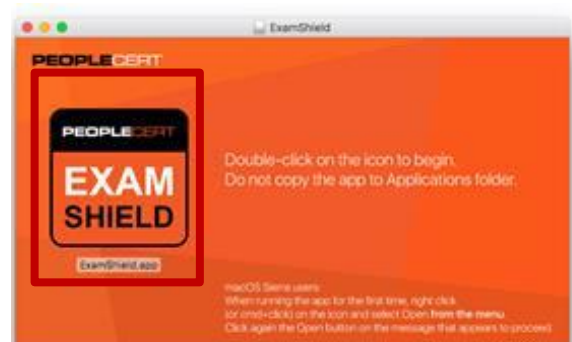 ExamShield
PEOPLECERT
PEOPLECERT
EXAM
SHIELD
ExamShield.app
Double-click on the icon to begin.
Do not copy the app to Applications folder.
macOS Sierra users
When running the app for the first time, right click
(or cmd+click) on the icon and select Open from the menu.
Click again the Open button on the message that appears to proceed